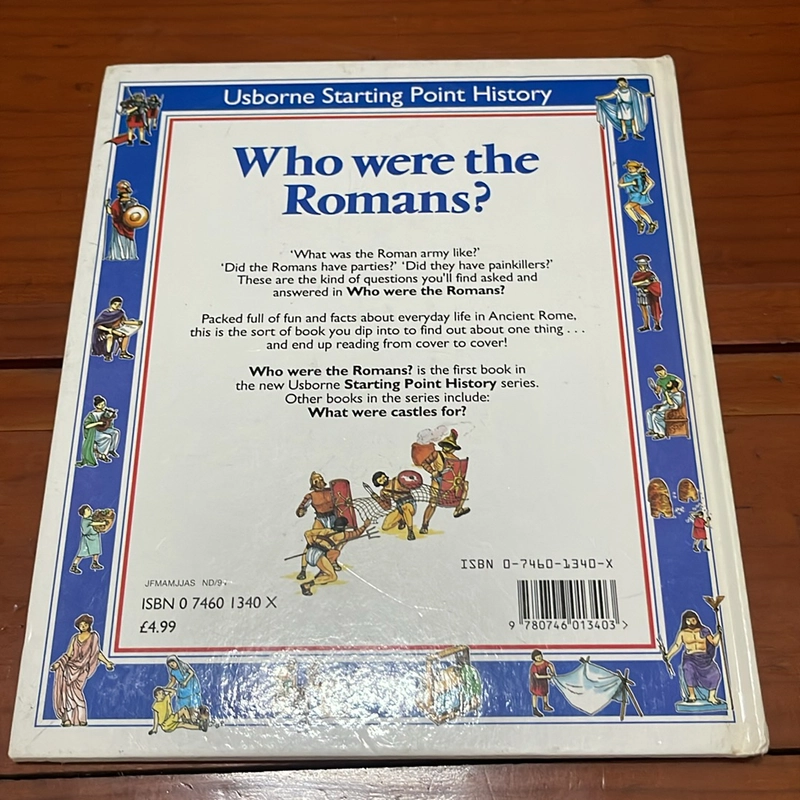 Usborne Starting Point History
Who were the
Romans?
‘What was the Roman army like?’
‘Did the Romans have parties?’ ‘Did they have painkillers?’
These are the kind of questions you'll find asked and
answered in Who were the Romans?
Packed full of fun and facts about everyday life in Ancient Rome,
this is the sort of book you dip into to find out about one thing . . .
and end up reading from cover to cover!
Who were the Romans? is the first book in
the new Usborne Starting Point History series.
Other books in the series include:
What were castles for?
ISBN 0-7460-1340-X
JFMAMJJAS
ISBN 0 7460 1340 X
£4.99
9 780746 013403 >